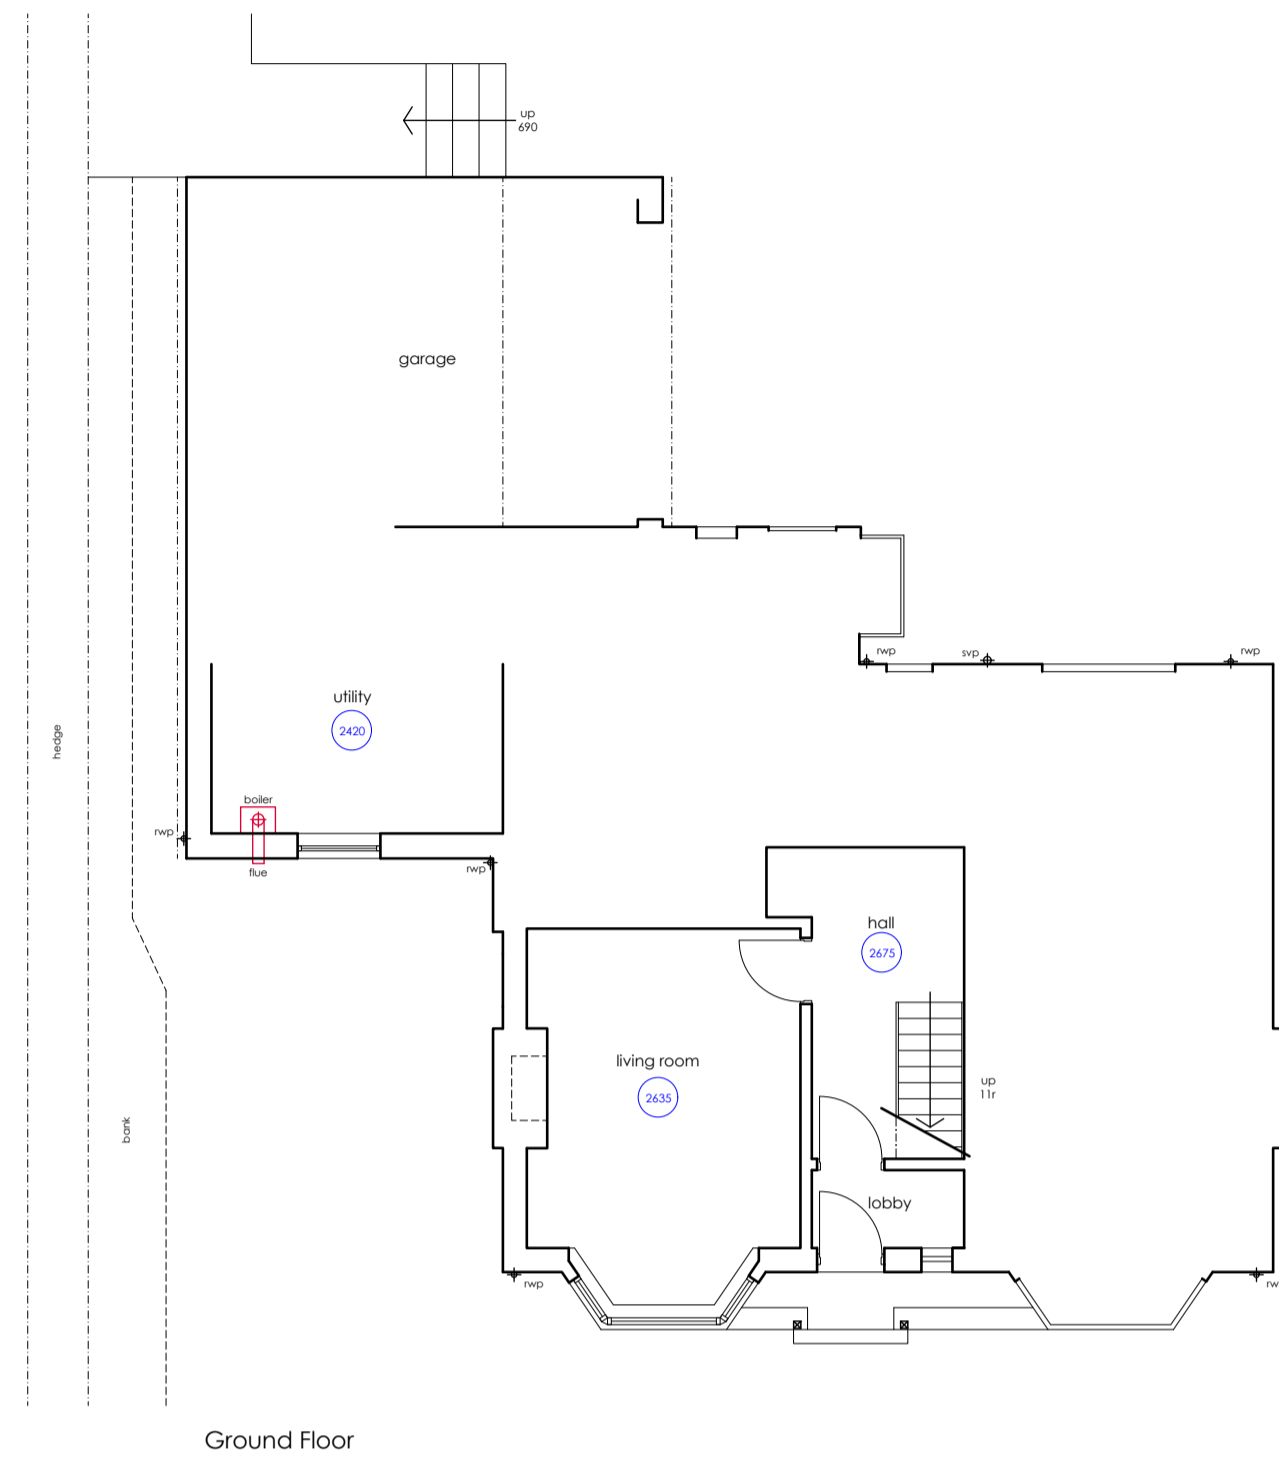 up
690
garage
rwp
svp
rwp
utility
2420
hedge
boiler
rwp
flue
rwp
hall
2675
living room
2635
up
11r
bank
lobby
rwp
rw
Ground Floor